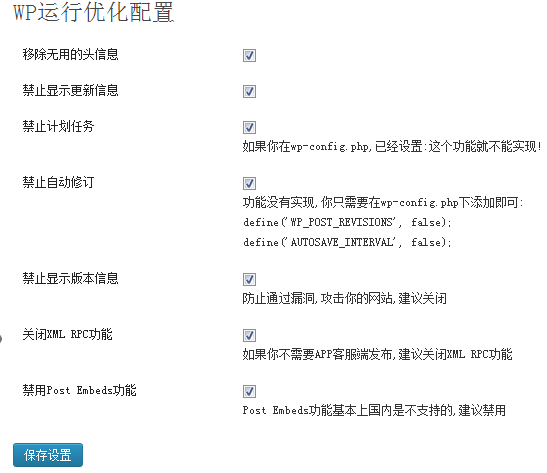 WP运行优化配置
移除无用的头信息
禁止显示更新信息
禁止计划任务
如果你在wp-config.php,已经设置:这个功能就不能实现!
禁止自动修订
功能没有实现,你只需要在wp-config.php下添加即可:
define('WP_POST_REVISIONS', false);
define('AUTOSAVE_INTERVAL', false);
禁止显示版本信息
防止通过漏洞,攻击你的网站,建议关闭
关闭XML RPC功能
如果你不需要APP客服端发布,建议关闭XML RPC功能
禁用Post Embeds功能
Post Embeds功能基本上国内是不支持的,建议禁用
保存设置